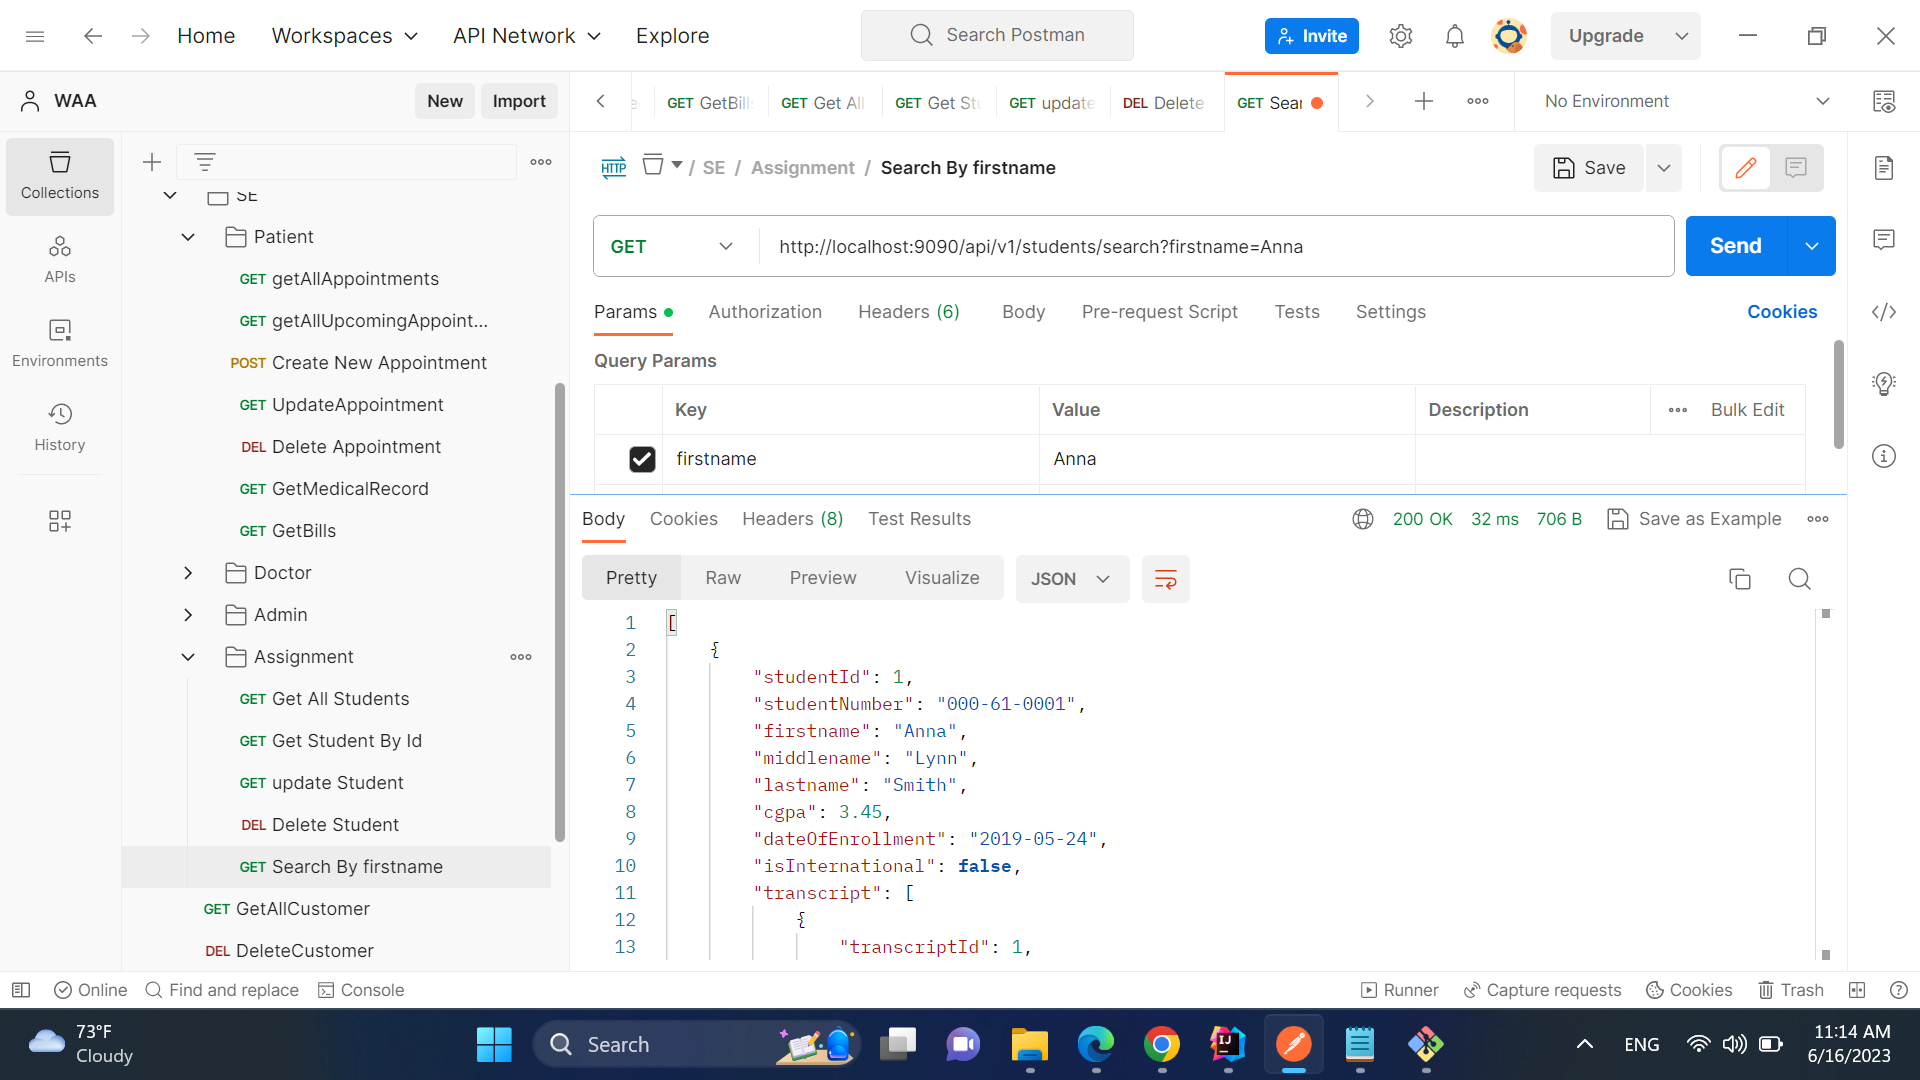 Home
Workspaces
API Network
Explore
Search Postman
Invite
Upgrade
WAA
New
Import
GET GetBill
GET Get All
GET Get Stu
GET update
DEL Delete
GET Sear
No Environment
Collections
APIs
Environments
History
SE
Patient
GET getAllAppointments
GET getAllUpcomingAppoint...
POST Create New Appointment
GET UpdateAppointment
DEL Delete Appointment
GET GetMedicalRecord
GET GetBills
Doctor
Admin
Assignment
GET Get All Students
GET Get Student By Id
GET update Student
DEL Delete Student
GET Search By firstname
GET GetAllCustomer
DEL DeleteCustomer
HTTP / SE / Assignment / Search By firstname
Save
GET http://localhost:9090/api/v1/students/search?firstname=Anna
Send
Params Authorization Headers (6) Body Pre-request Script Tests Settings Cookies
Query Params
Key Value Description Bulk Edit
firstname Anna
Body Cookies Headers (8) Test Results 200 OK 32 ms 706 B Save as Example
Pretty Raw Preview Visualize JSON
1 [
2 {
3 "studentId": 1,
4 "studentNumber": "000-61-0001",
5 "firstname": "Anna",
6 "middlename": "Lynn",
7 "lastname": "Smith",
8 "cgpa": 3.45,
9 "dateOfEnrollment": "2019-05-24",
10 "isInternational": false,
11 "transcript": [
12 {
13 "transcriptId": 1,
Online Find and replace Console Runner Capture requests Cookies Trash
73°F
Cloudy
Search
IJ
ENG
11:14 AM
6/16/2023